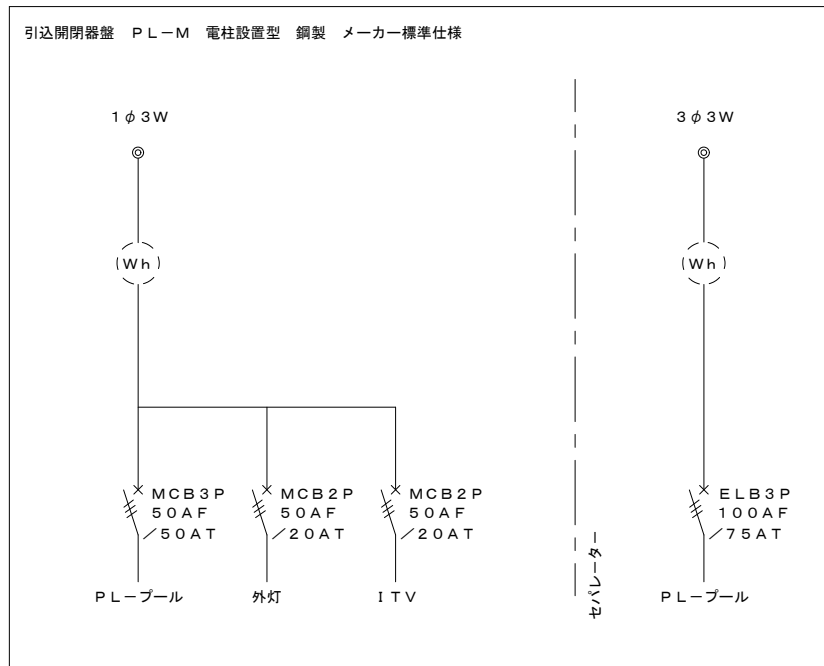 引込開閉器盤 PL－M 電柱設置型 鋼製 メーカー標準仕様
1φ3W
3φ3W
Wh
Wh
MCB3P
50AF
／50AT
MCB2P
50AF
／20AT
MCB2P
50AF
／20AT
ELB3P
100AF
／75AT
PL－プール
外灯
ITV
セパレーター
PL－プール